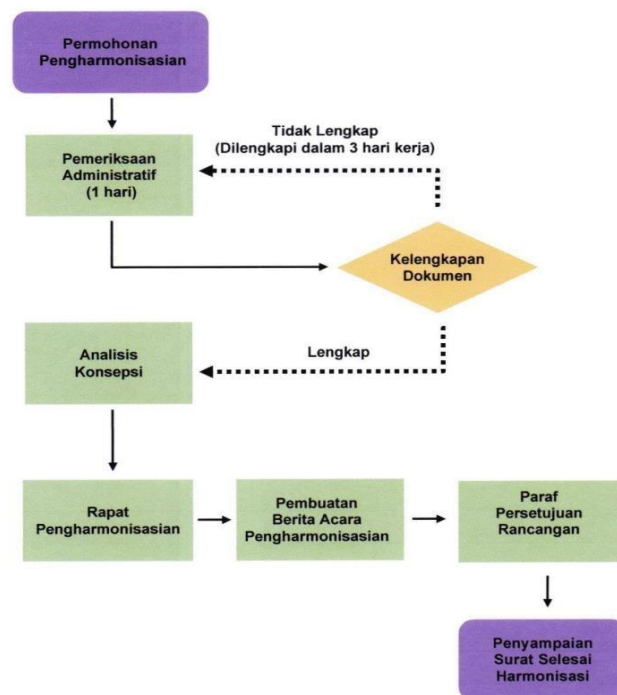 Permohonan
Pengharmonisasian
Tidak Lengkap
(Dilengkapi dalam 3 hari kerja)
Pemeriksaan
Administratif
(1 hari)
Kelengkapan
Dokumen
Analisis
Konsepsi
Lengkap
Rapat
Pengharmonisasian
Pembuatan
Berita Acara
Pengharmonisasian
Paraf
Persetujuan
Rancangan
Penyampaian
Surat Selesai
Harmonisasi